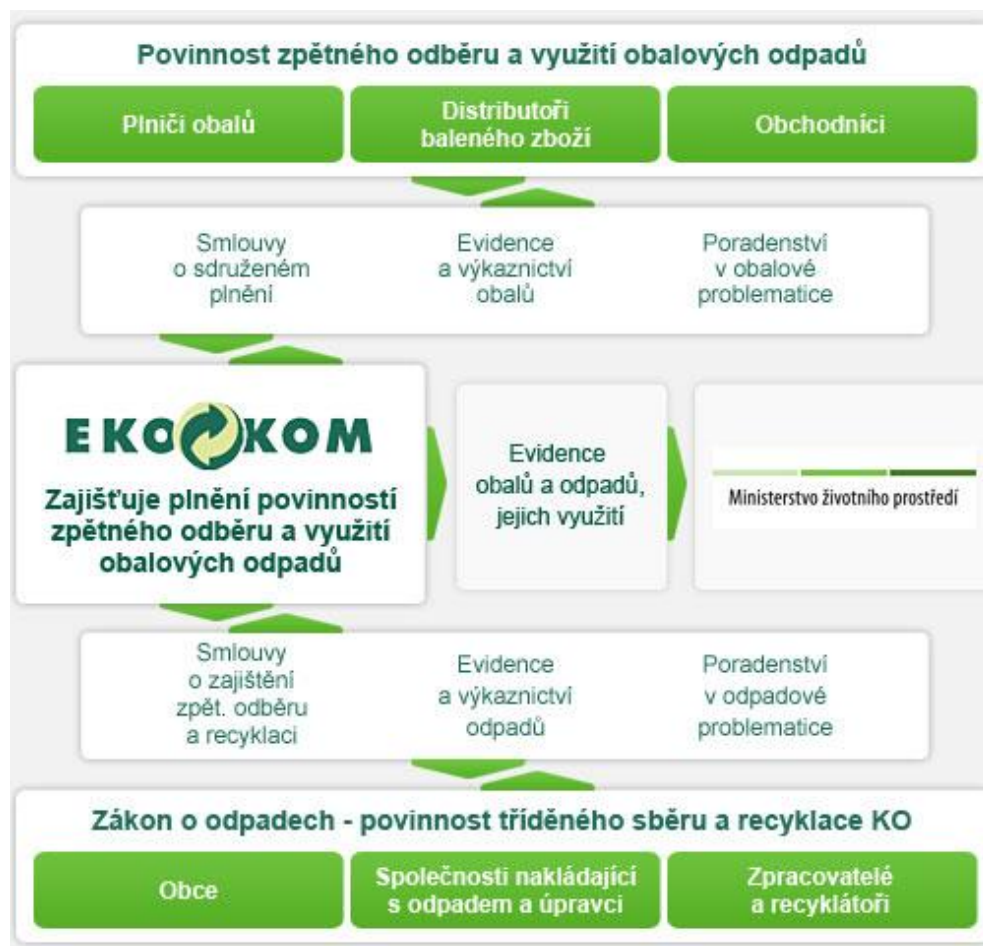 Povinnost zpětného odběru a využití obalových odpadů
Plniči obalů
Distributoři
baleného zboží
Obchodníci
Smlouvy
o sdruženém
plnění
Evidence
a výkaznictví
obalů
Poradenství
v obalové
problematice
EKO KOM
Zajišťuje plnění povinností
zpětného odběru a využití
obalových odpadů
Evidence
obalů a odpadů,
jejich využití
Ministerstvo životního prostředí
Smlouvy
o zajištění
zpět. odběru
a recyklaci
Evidence
a výkaznictví
odpadů
Poradenství
v odpadové
problematice
Zákon o odpadech - povinnost tříděného sběru a recyklace KO
Obce
Společnosti nakládající
s odpadem a úpravci
Zpracovatelé
a recyklátoři